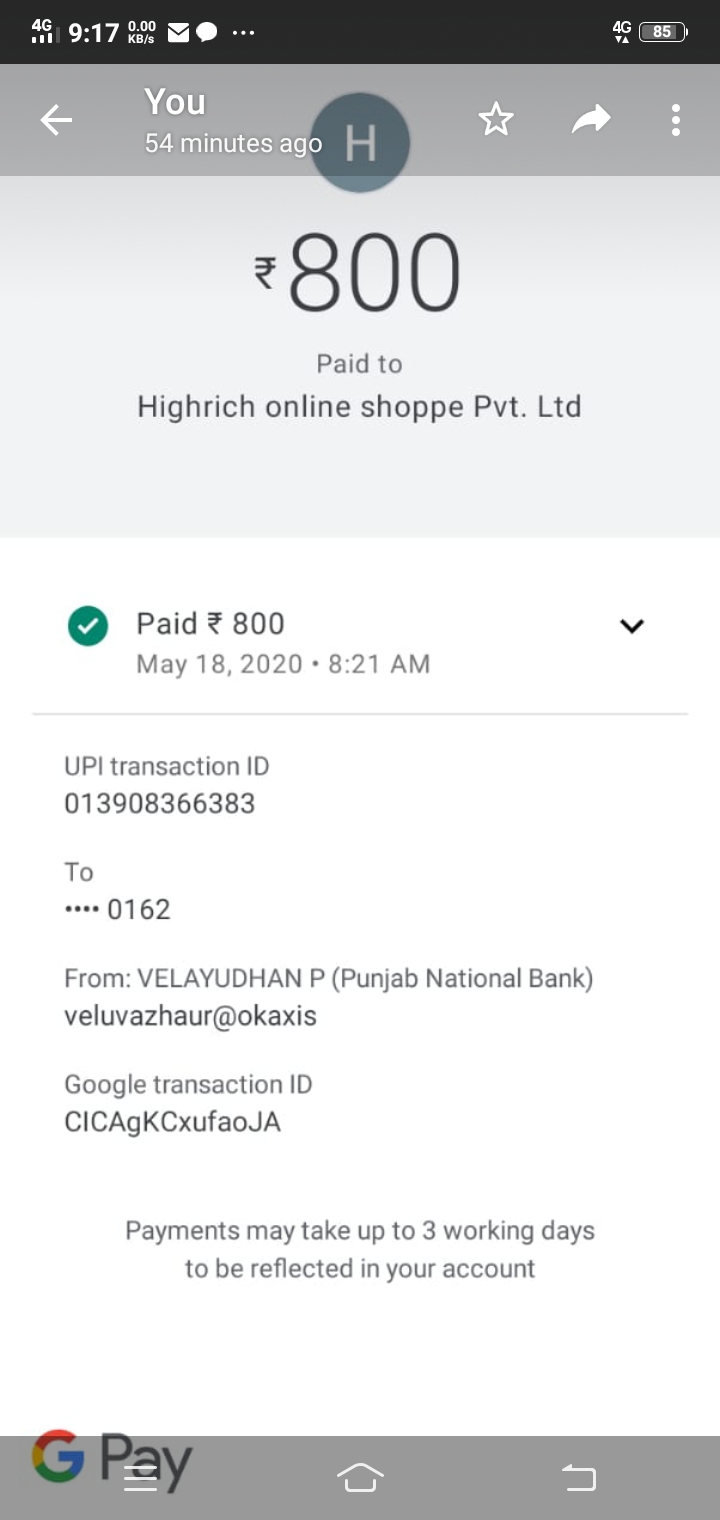 4G 9:17 0.00 KB/s ... 4G 85
You
54 minutes ago
H
₹800
Paid to
Highrich online shoppe Pvt. Ltd
Paid ₹ 800
May 18, 2020 • 8:21 AM
UPI transaction ID
013908366383
To
•••• 0162
From: VELAYUDHAN P (Punjab National Bank)
veluvazhaur@okaxis
Google transaction ID
CICAgKCxufaoJA
Payments may take up to 3 working days
to be reflected in your account
G Pay